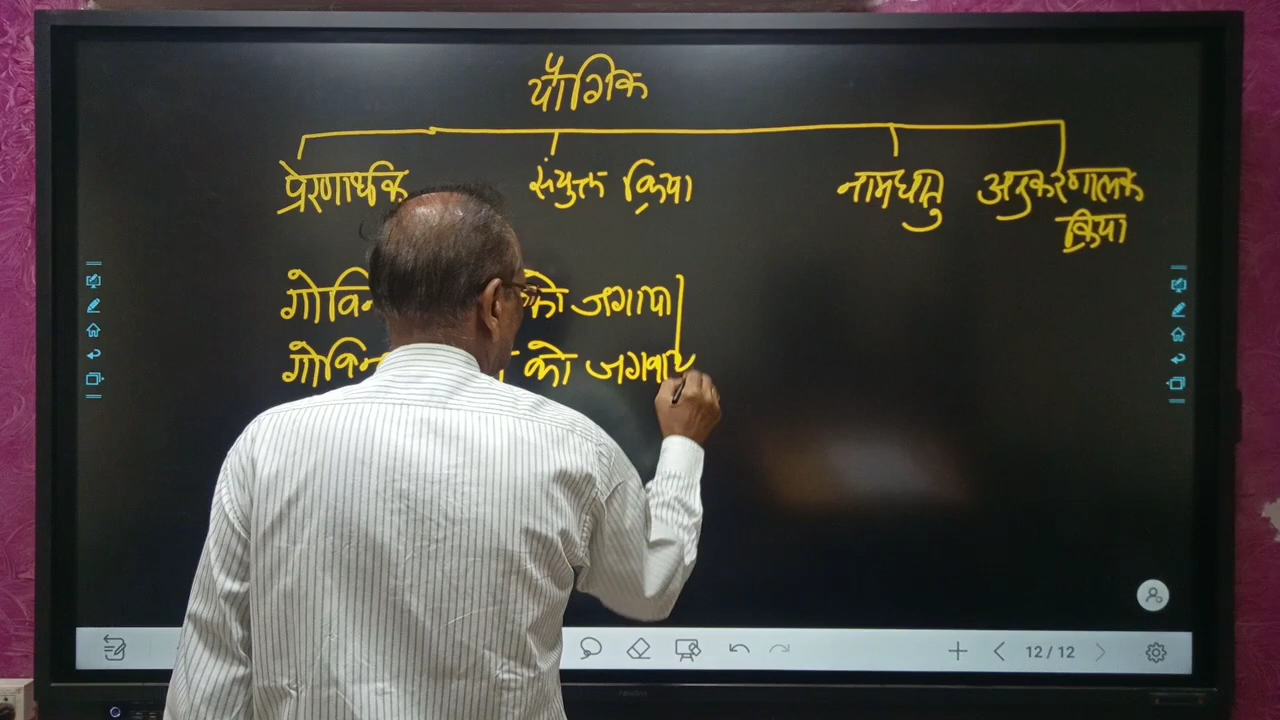 यौगिक
प्रेरणार्थक संयुक्त क्रिया नामधातु अनुकरणात्मक
क्रिया
को जगाया
को जगवाय
12/12